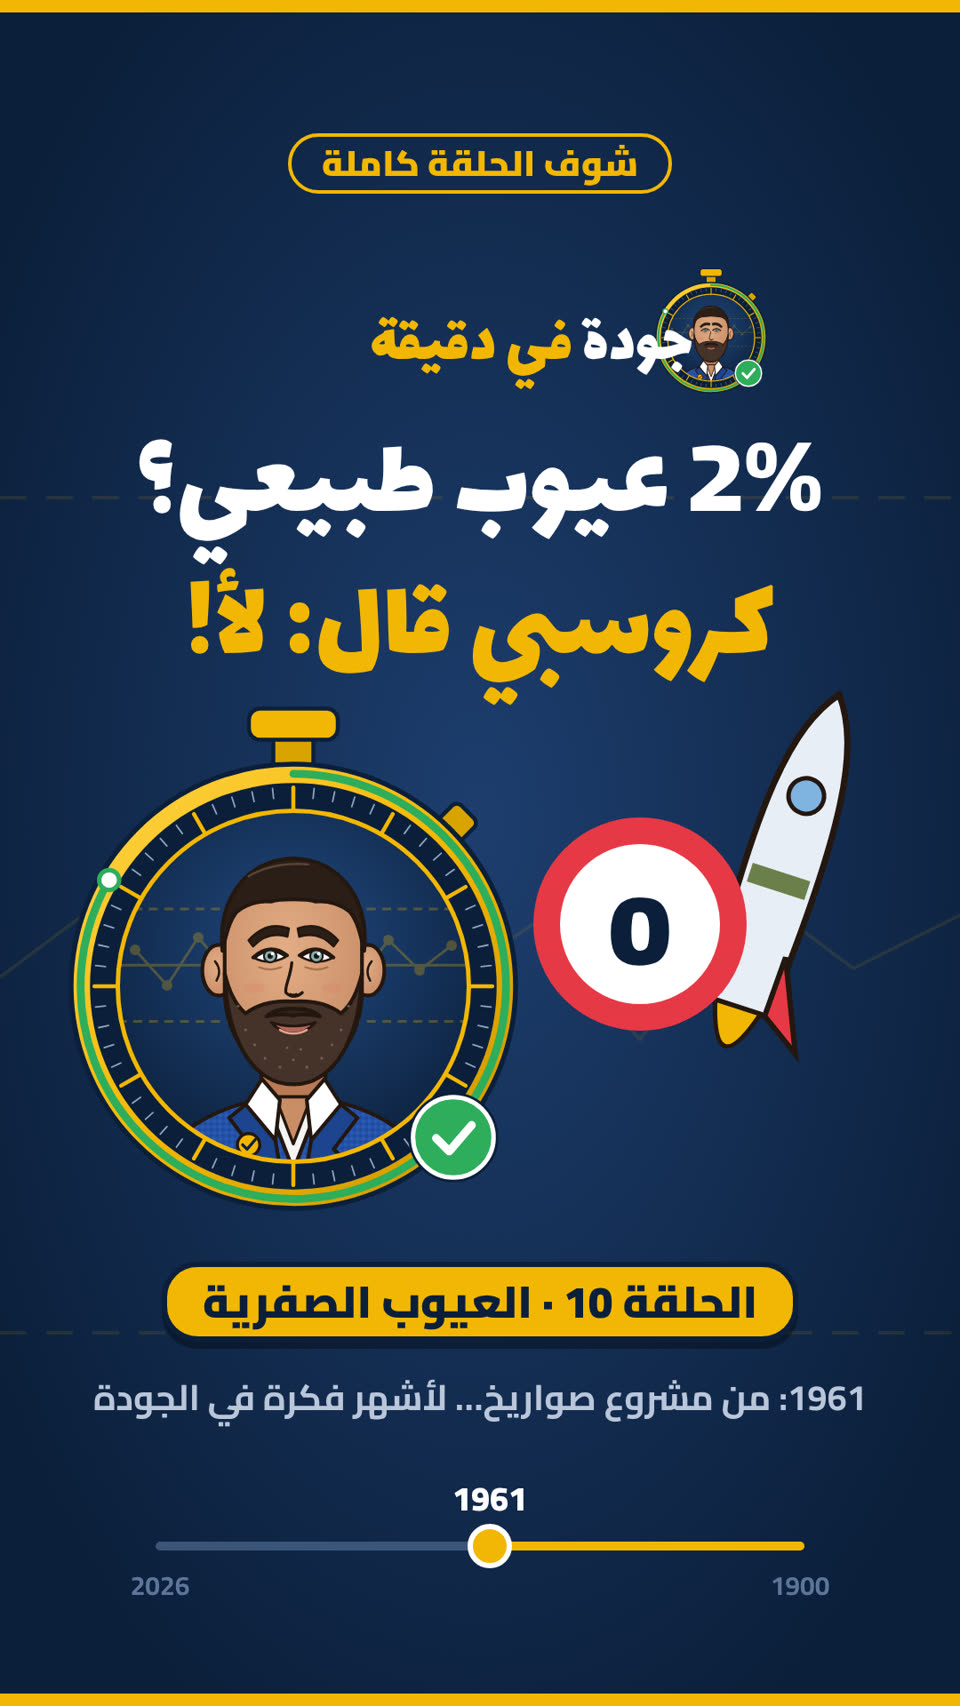 شوف الحلقة كاملة
جودة في دقيقة
2% عيوب طبيعي؟
كروسبي قال: لأ!
0
الحلقة 10 · العيوب الصفرية
1961: من مشروع صواريخ... لأشهر فكرة في الجودة
1961
1900
2026